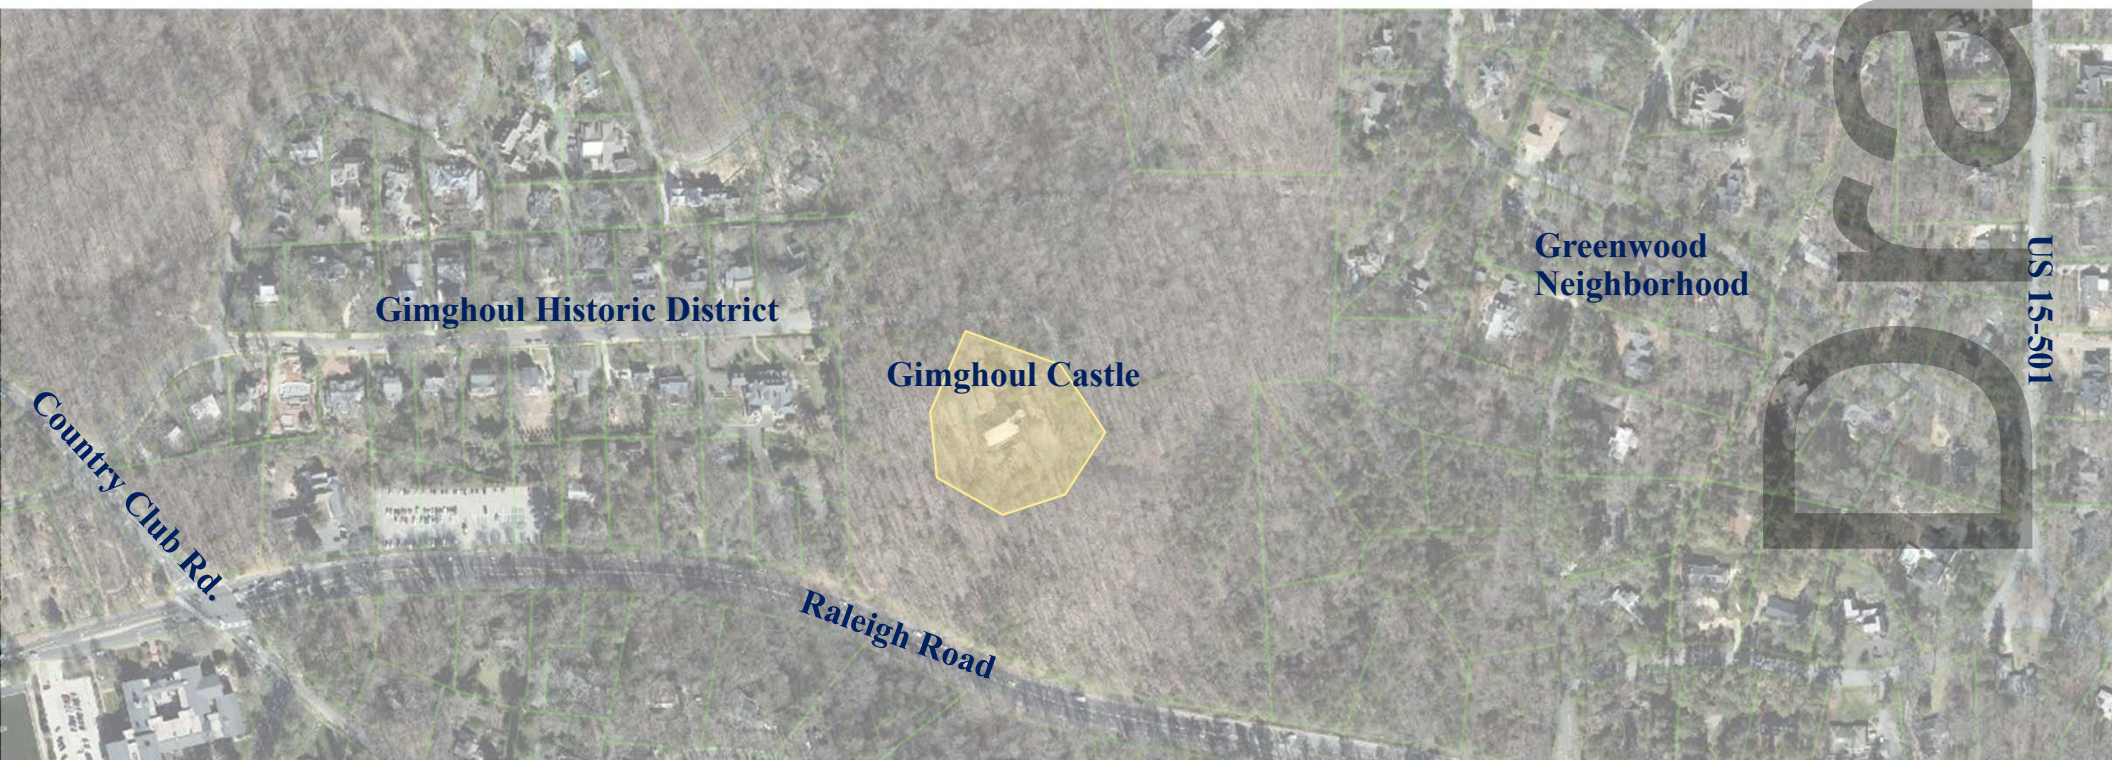 Greenwood
Neighborhood
US 15-501
Gimghoul Historic District
Gimghoul Castle
Country Club Rd.
Raleigh Road
Dra